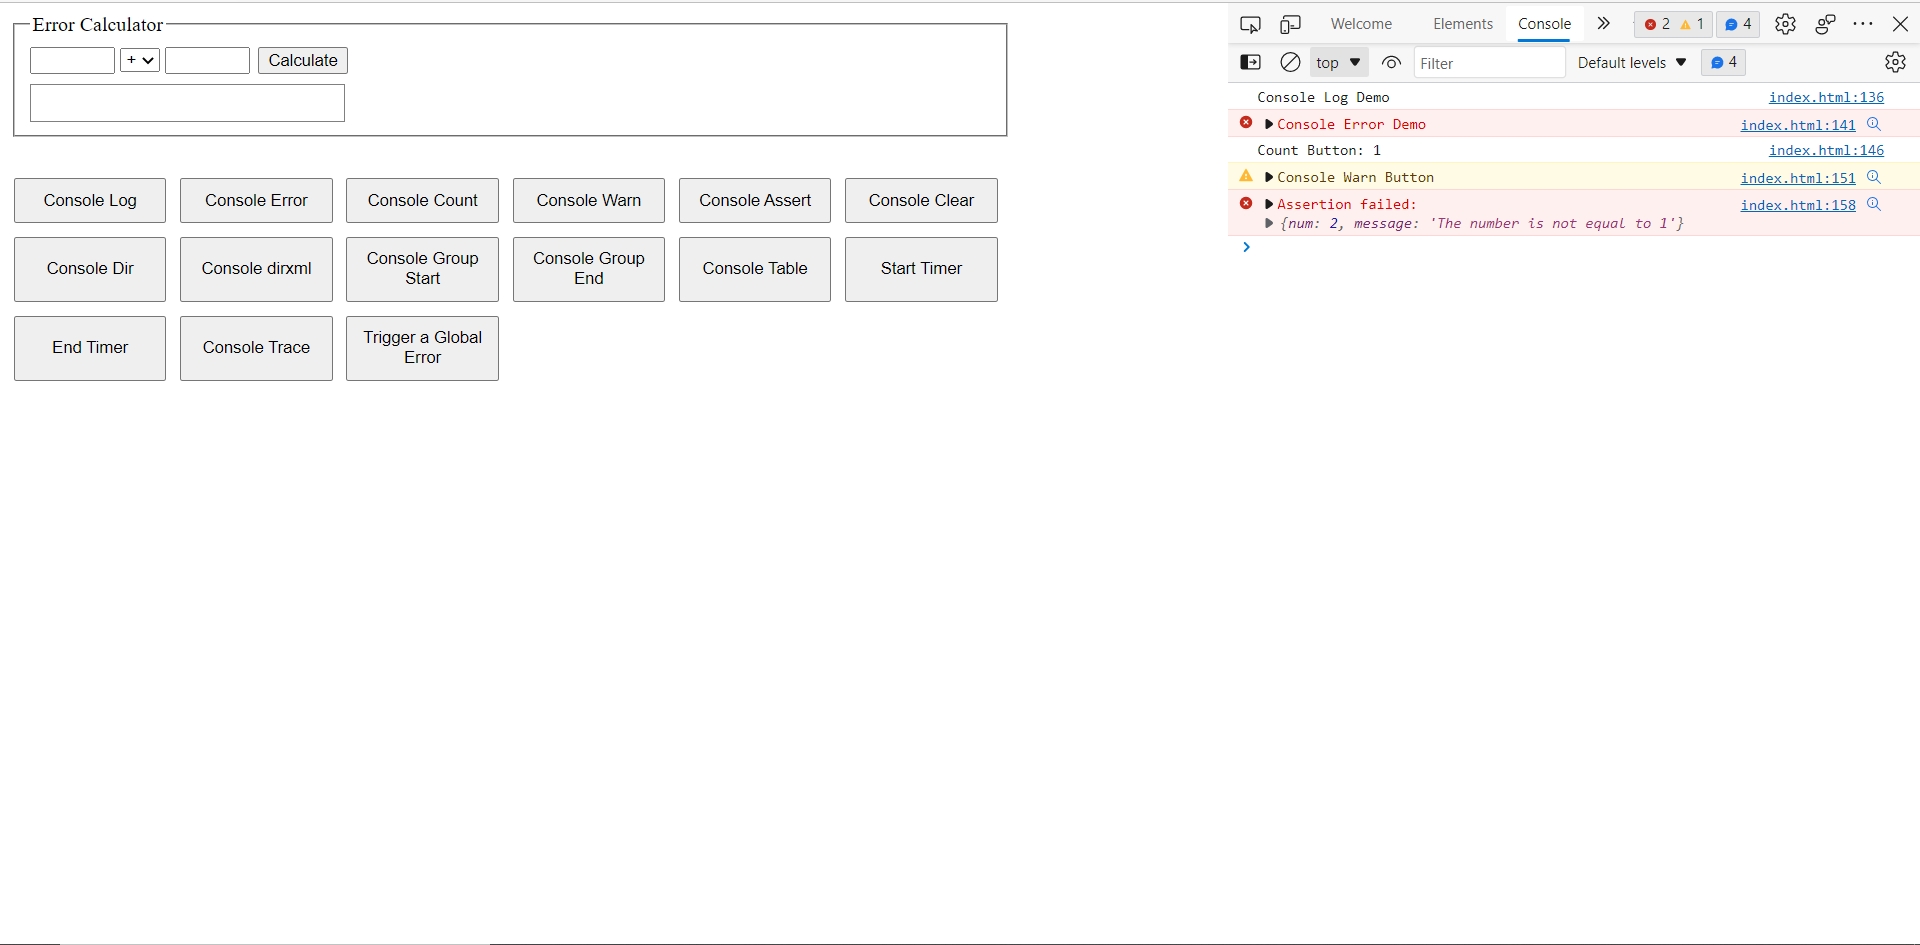 Error Calculator
+
Calculate
Console Log
Console Error
Console Count
Console Warn
Console Assert
Console Clear
Console Dir
Console dirxml
Console Group
Start
Console Group
End
Console Table
Start Timer
End Timer
Console Trace
Trigger a Global
Error
Welcome Elements Console 2 1 4
top Filter Default levels 4
Console Log Demo index.html:136
Console Error Demo index.html:141
Count Button: 1 index.html:146
Console Warn Button index.html:151
Assertion failed: index.html:158
{num: 2, message: 'The number is not equal to 1'}